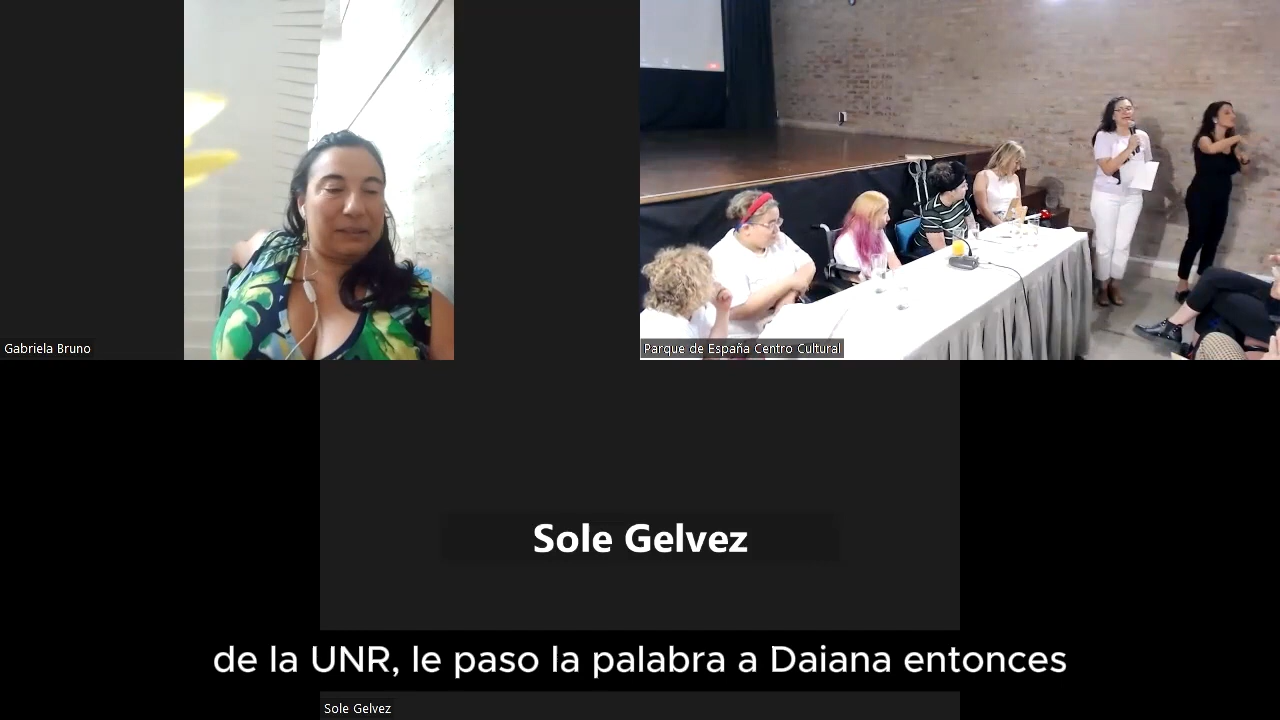 Gabriela Bruno
Parque de España Centro Cultural
Sole Gelvez
de la UNR, le paso la palabra a Daiana entonces
Sole Gelvez